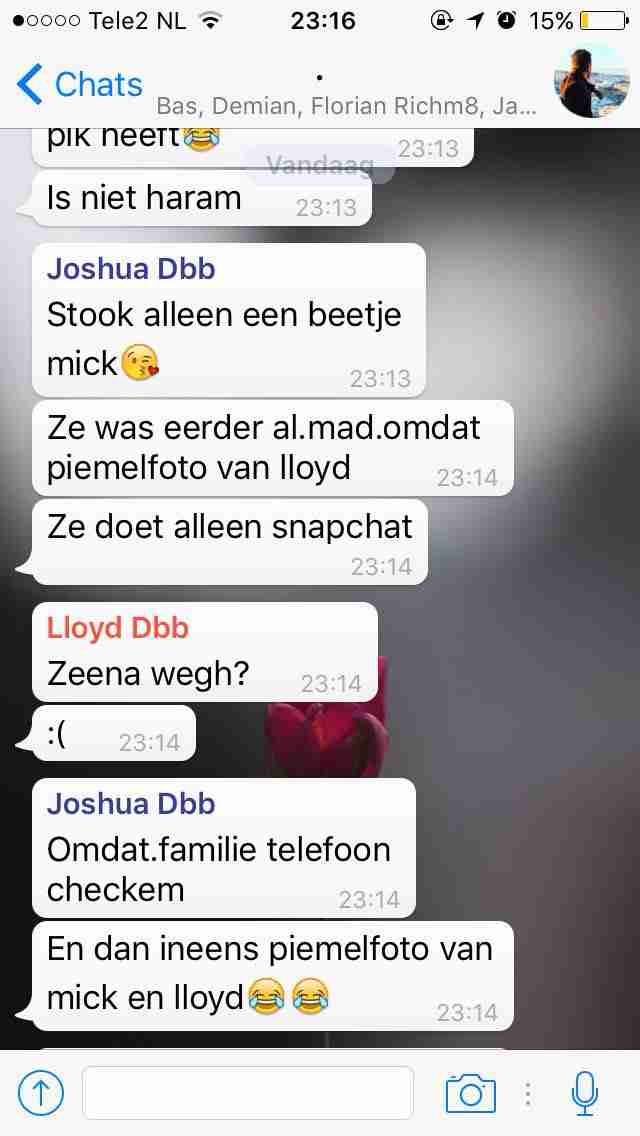 Tele2 NL 23:16 15%
Chats
.
Bas, Demian, Florian Richm8, Ja...
pik heeft😂 23:13
Vandaag
Is niet haram 23:13
Joshua Dbb
Stook alleen een beetje
mick😘 23:13
Ze was eerder al.mad.omdat
piemelfoto van lloyd 23:14
Ze doet alleen snapchat
23:14
Lloyd Dbb
Zeena wegh? 23:14
:( 23:14
Joshua Dbb
Omdat.familie telefoon
checkem 23:14
En dan ineens piemelfoto van
mick en lloyd😂😂 23:14